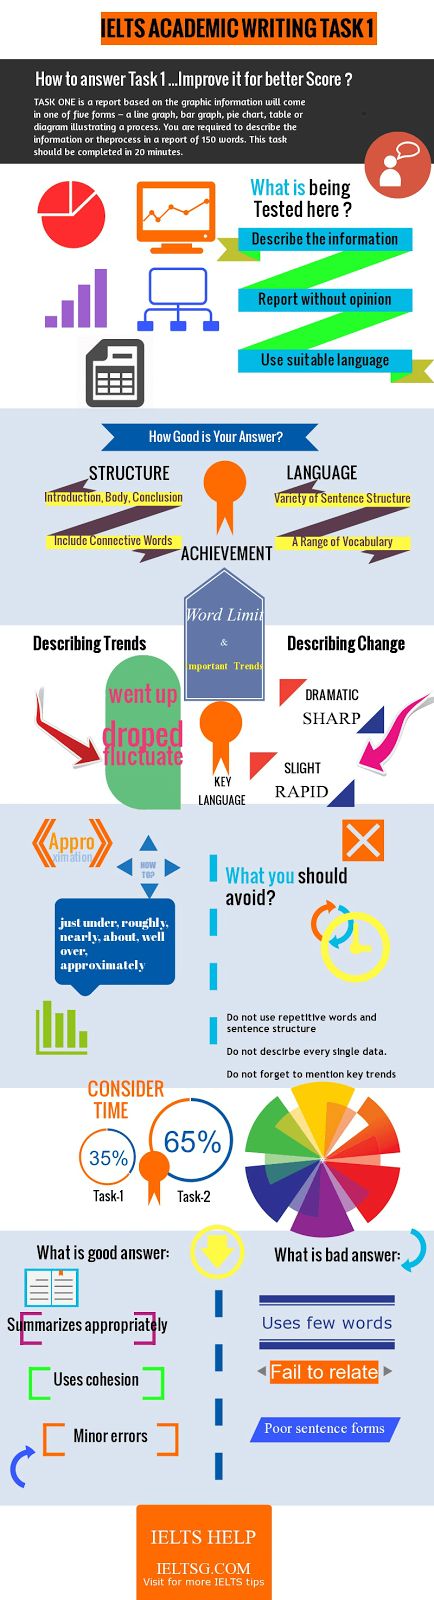 IELTS ACADEMIC WRITING TASK 1
How to answer Task 1 ...Improve it for better Score ?
TASK ONE is a report based on the graphic information will come
in one of five forms – a line graph, bar graph, pie chart, table or
diagram illustrating a process. You are required to describe the
information or theprocess in a report of 150 words. This task
should be completed in 20 minutes.
What is being
Tested here ?
Describe the information
Report without opinion
Use suitable language
How Good is Your Answer?
STRUCTURE
Introduction, Body, Conclusion
Include Connective Words
LANGUAGE
Variety of Sentence Structure
A Range of Vocabulary
ACHIEVEMENT
Word Limit
&
mportant Trends
Describing Trends
went up
droped
fluctuate
KEY
LANGUAGE
Describing Change
DRAMATIC
SHARP
SLIGHT
RAPID
Appro
ximation
HOW
TO?
just under, roughly,
nearly, about, well
over,
approximately
What you should
avoid?
Do not use repetitive words and
sentence structure
Do not descirbe every single data.
Do not forget to mention key trends
CONSIDER
TIME
35%
Task-1
65%
Task-2
What is good answer:
Summarizes appropriately
Uses cohesion
Minor errors
What is bad answer:
Uses few words
Fail to relate
Poor sentence forms
IELTS HELP
IELTSG.COM
Visit for more IELTS tips